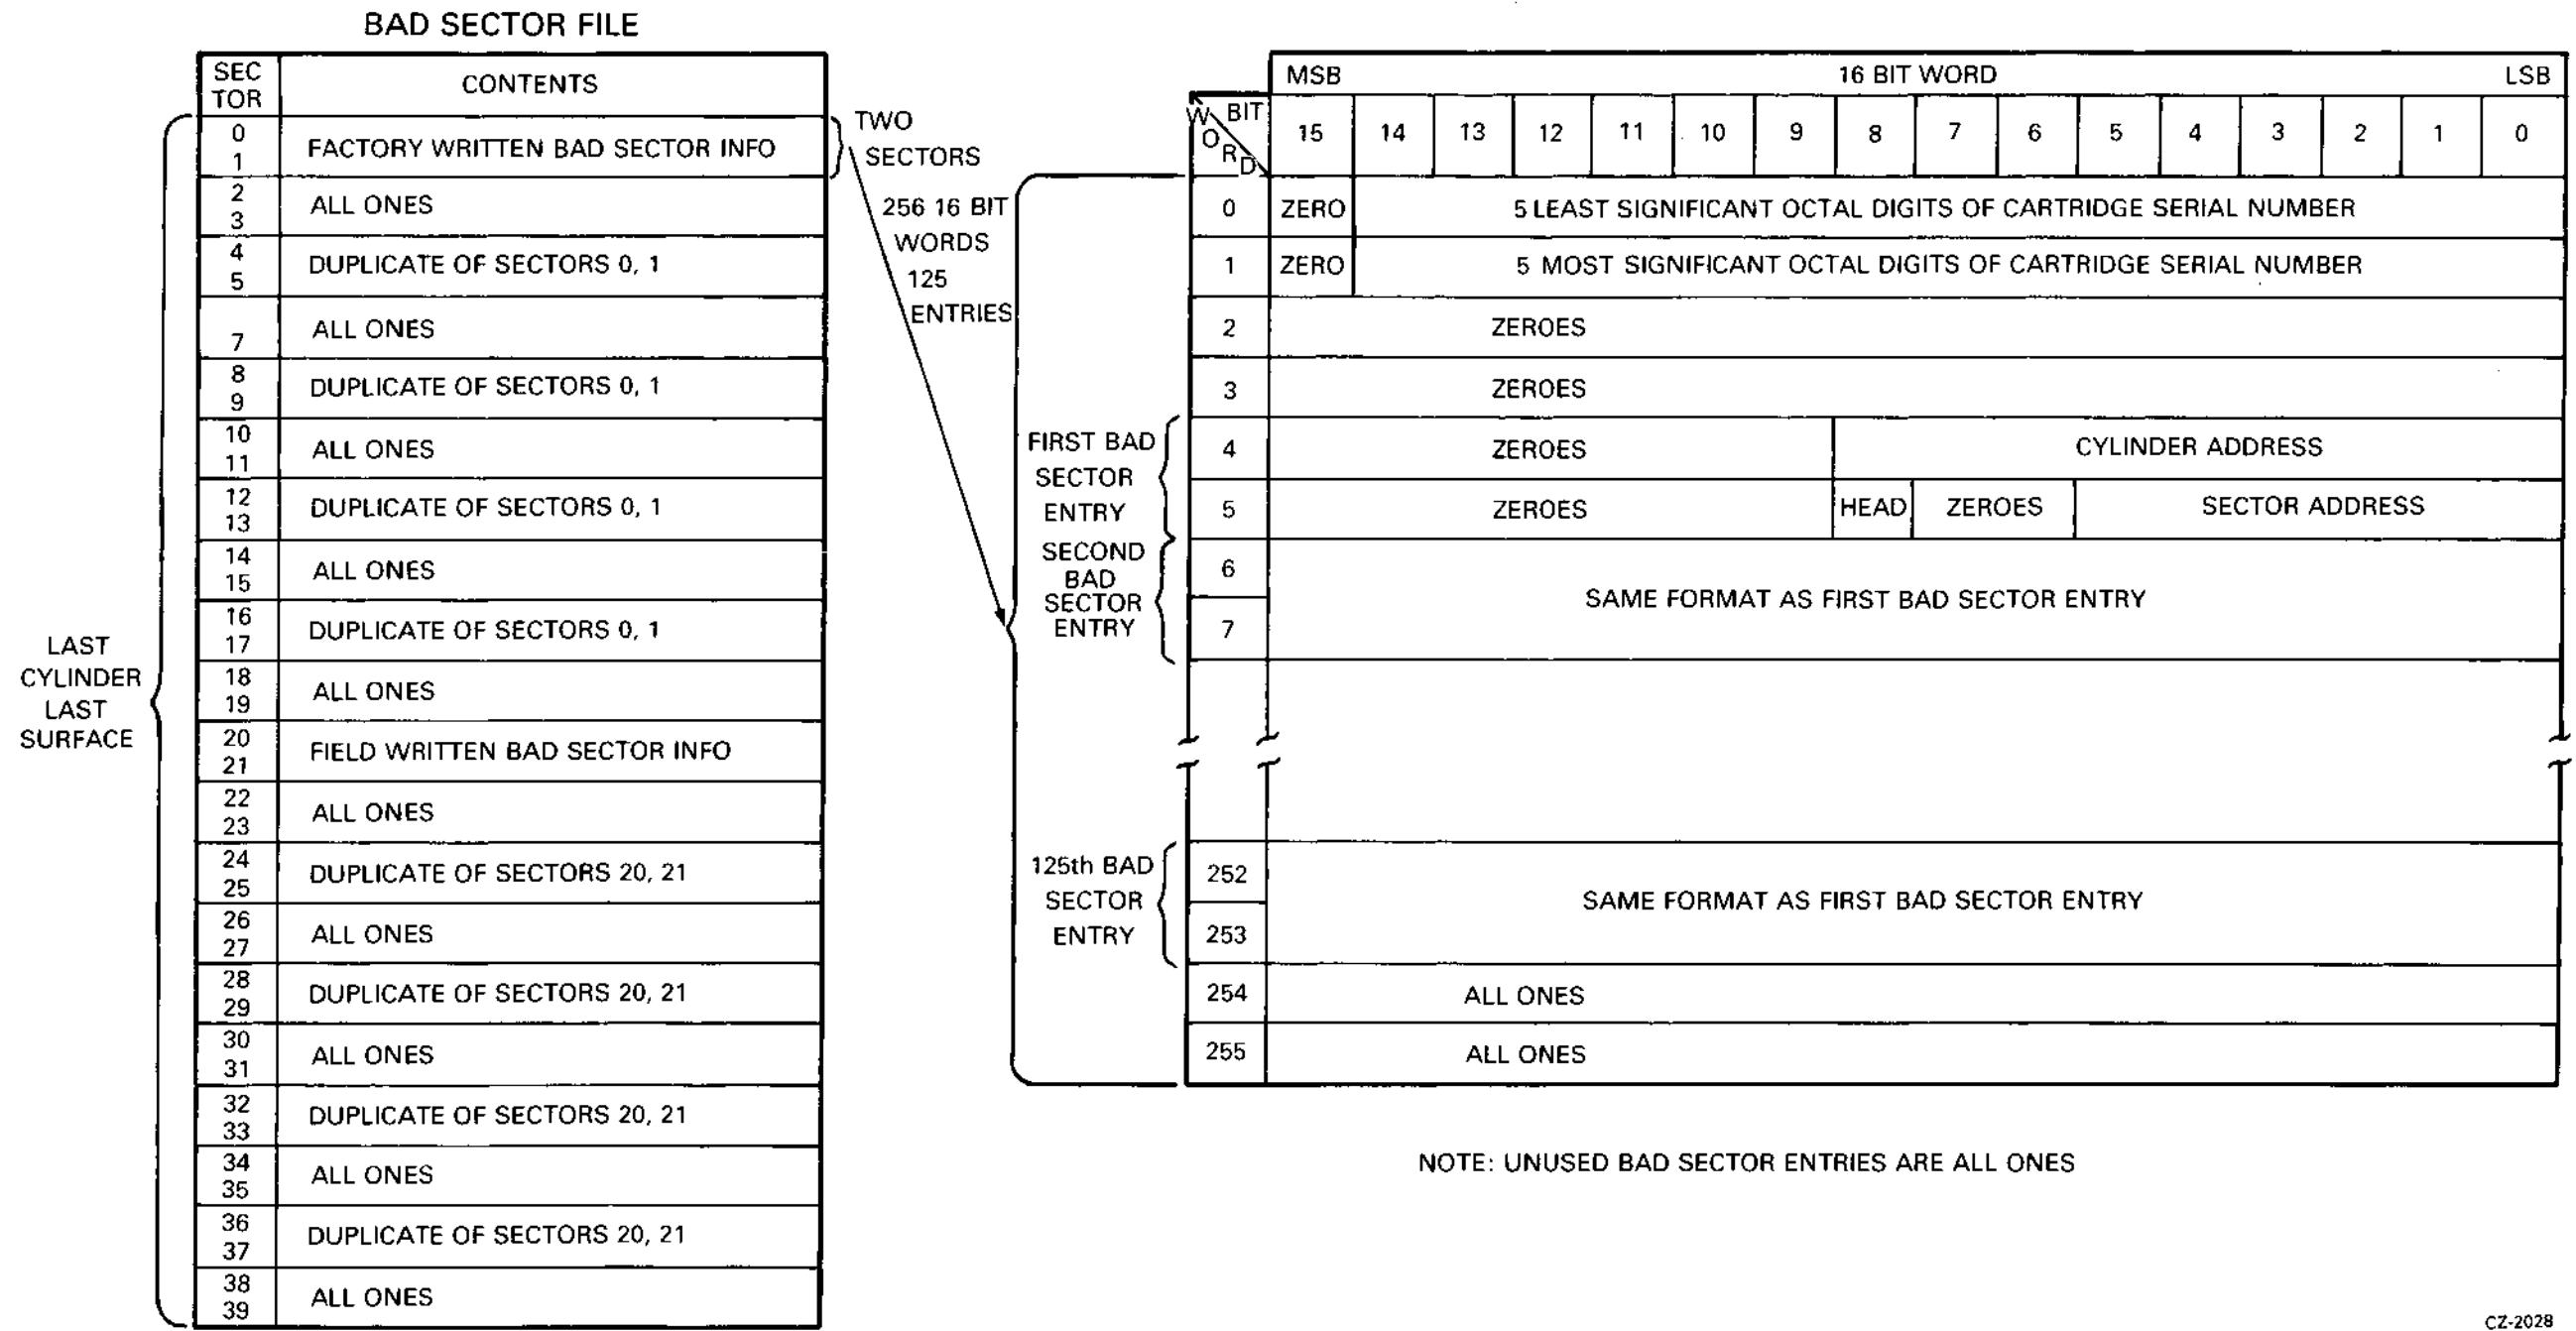 BAD SECTOR FILE
SEC
TOR
CONTENTS
0
1
FACTORY WRITTEN BAD SECTOR INFO
2
3
ALL ONES
4
5
DUPLICATE OF SECTORS 0, 1
7
ALL ONES
8
9
DUPLICATE OF SECTORS 0, 1
10
11
ALL ONES
12
13
DUPLICATE OF SECTORS 0, 1
14
15
ALL ONES
16
17
DUPLICATE OF SECTORS 0, 1
18
19
ALL ONES
20
21
FIELD WRITTEN BAD SECTOR INFO
22
23
ALL ONES
24
25
DUPLICATE OF SECTORS 20, 21
26
27
ALL ONES
28
29
DUPLICATE OF SECTORS 20, 21
30
31
ALL ONES
32
33
DUPLICATE OF SECTORS 20, 21
34
35
ALL ONES
36
37
DUPLICATE OF SECTORS 20, 21
38
39
ALL ONES
LAST
CYLINDER
LAST
SURFACE
TWO
SECTORS
256 16 BIT
WORDS
125
ENTRIES
MSB 16 BIT WORD LSB
WORD BIT
15 14 13 12 11 10 9 8 7 6 5 4 3 2 1 0
0 ZERO 5 LEAST SIGNIFICANT OCTAL DIGITS OF CARTRIDGE SERIAL NUMBER
1 ZERO 5 MOST SIGNIFICANT OCTAL DIGITS OF CARTRIDGE SERIAL NUMBER
2 ZEROES
3 ZEROES
FIRST BAD
SECTOR
ENTRY
4 ZEROES CYLINDER ADDRESS
5 ZEROES HEAD ZEROES SECTOR ADDRESS
SECOND
BAD
SECTOR
ENTRY
6
7
SAME FORMAT AS FIRST BAD SECTOR ENTRY
125th BAD
SECTOR
ENTRY
252
253
SAME FORMAT AS FIRST BAD SECTOR ENTRY
254 ALL ONES
255 ALL ONES
NOTE: UNUSED BAD SECTOR ENTRIES ARE ALL ONES
CZ-2028